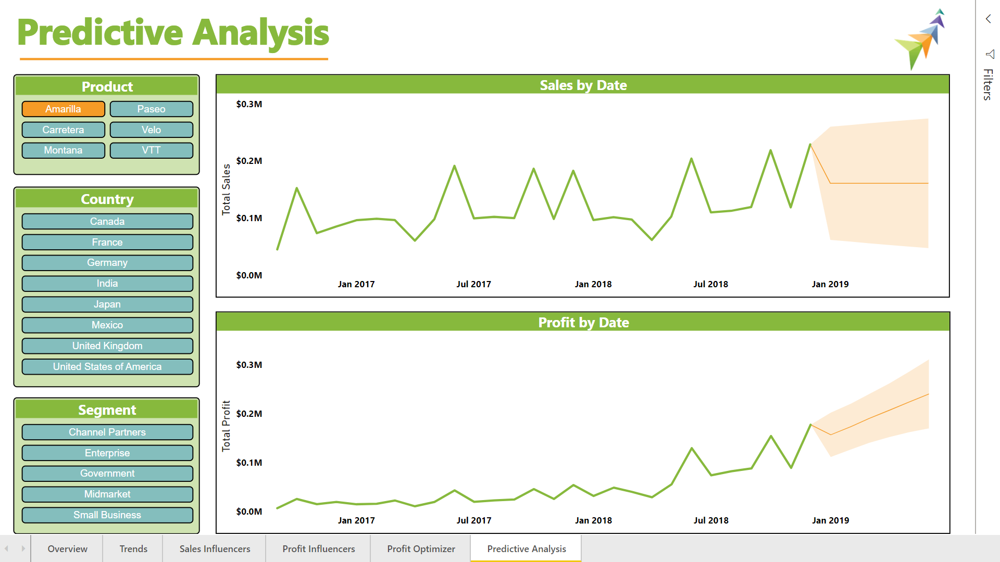 Predictive Analysis
Filters
Product
Amarilla Paseo
Carretera Velo
Montana VTT
Country
Canada
France
Germany
India
Japan
Mexico
United Kingdom
United States of America
Segment
Channel Partners
Enterprise
Government
Midmarket
Small Business
Sales by Date
Total Sales
$0.3M
$0.2M
$0.1M
$0.0M
Jan 2017 Jul 2017 Jan 2018 Jul 2018 Jan 2019
Profit by Date
Total Profit
$0.3M
$0.2M
$0.1M
$0.0M
Jan 2017 Jul 2017 Jan 2018 Jul 2018 Jan 2019
Overview Trends Sales Influencers Profit Influencers Profit Optimizer Predictive Analysis